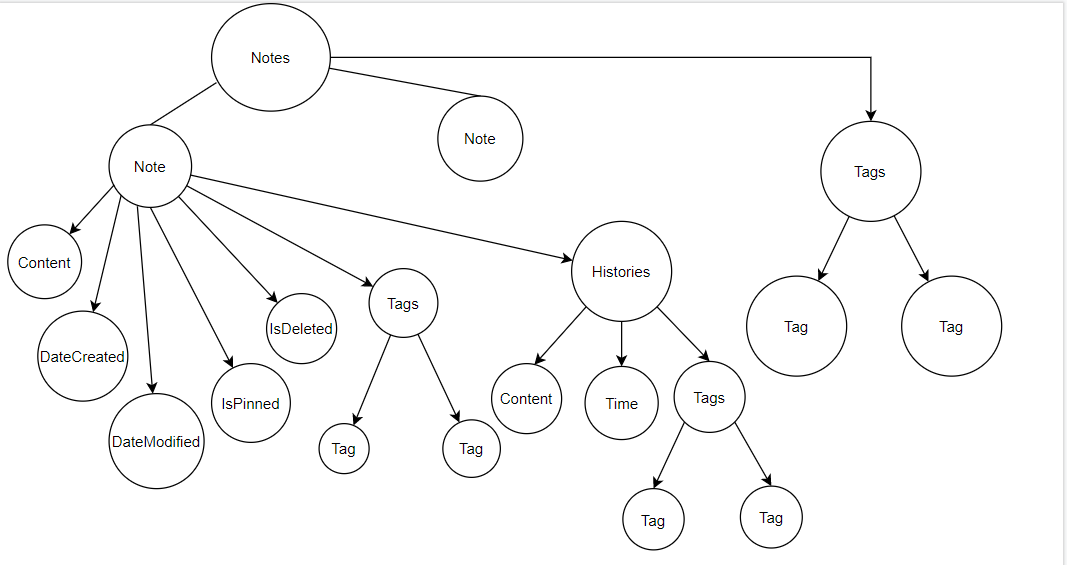 Notes
Note
Note
Tags
Content
Histories
Tags
IsDeleted
Tag
Tag
DateCreated
Content
Time
Tags
IsPinned
DateModified
Tag
Tag
Tag
Tag